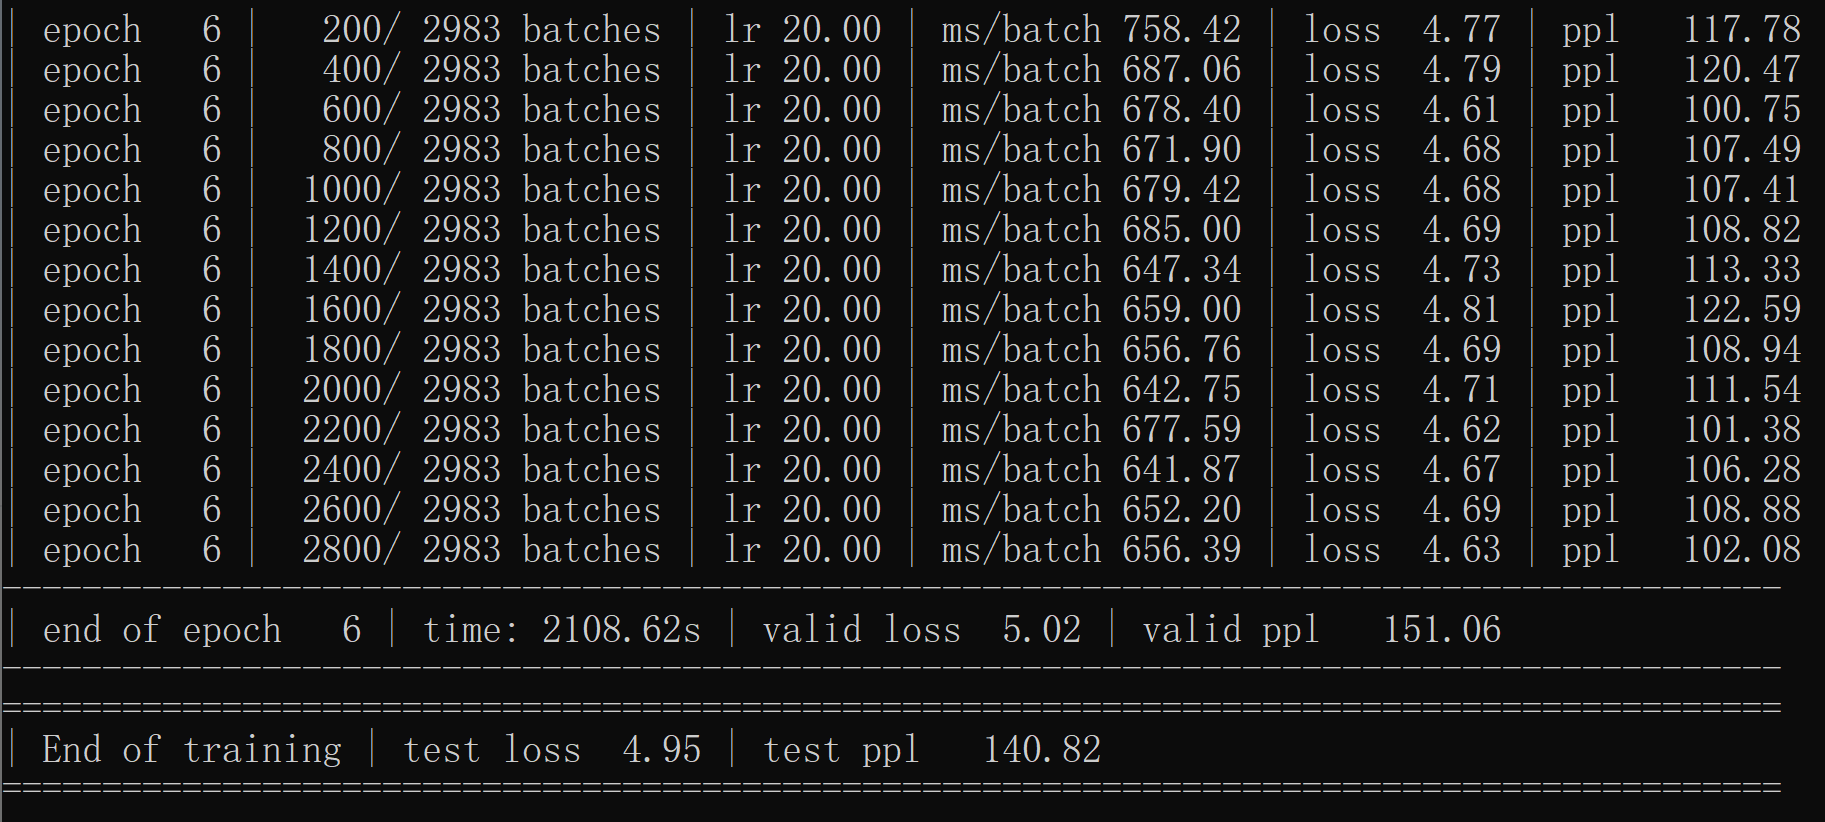 | epoch   6 |   200/ 2983 batches | lr 20.00 | ms/batch 758.42 | loss  4.77 | ppl   117.78
| epoch   6 |   400/ 2983 batches | lr 20.00 | ms/batch 687.06 | loss  4.79 | ppl   120.47
| epoch   6 |   600/ 2983 batches | lr 20.00 | ms/batch 678.40 | loss  4.61 | ppl   100.75
| epoch   6 |   800/ 2983 batches | lr 20.00 | ms/batch 671.90 | loss  4.68 | ppl   107.49
| epoch   6 |  1000/ 2983 batches | lr 20.00 | ms/batch 679.42 | loss  4.68 | ppl   107.41
| epoch   6 |  1200/ 2983 batches | lr 20.00 | ms/batch 685.00 | loss  4.69 | ppl   108.82
| epoch   6 |  1400/ 2983 batches | lr 20.00 | ms/batch 647.34 | loss  4.73 | ppl   113.33
| epoch   6 |  1600/ 2983 batches | lr 20.00 | ms/batch 659.00 | loss  4.81 | ppl   122.59
| epoch   6 |  1800/ 2983 batches | lr 20.00 | ms/batch 656.76 | loss  4.69 | ppl   108.94
| epoch   6 |  2000/ 2983 batches | lr 20.00 | ms/batch 642.75 | loss  4.71 | ppl   111.54
| epoch   6 |  2200/ 2983 batches | lr 20.00 | ms/batch 677.59 | loss  4.62 | ppl   101.38
| epoch   6 |  2400/ 2983 batches | lr 20.00 | ms/batch 641.87 | loss  4.67 | ppl   106.28
| epoch   6 |  2600/ 2983 batches | lr 20.00 | ms/batch 652.20 | loss  4.69 | ppl   108.88
| epoch   6 |  2800/ 2983 batches | lr 20.00 | ms/batch 656.39 | loss  4.63 | ppl   102.08
-----------------------------------------------------------------------------------------
| end of epoch   6 | time: 2108.62s | valid loss  5.02 | valid ppl   151.06
-----------------------------------------------------------------------------------------
=========================================================================================
| End of training | test loss  4.95 | test ppl   140.82
=========================================================================================